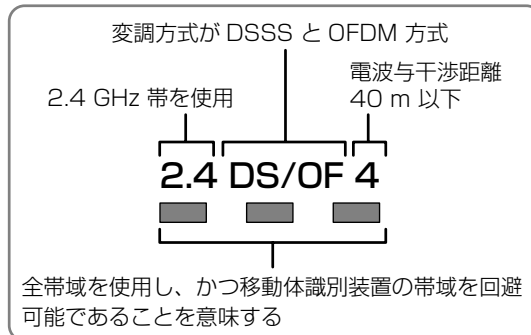 変調方式が DSSS と OFDM 方式
電波与干渉距離
40 m 以下
2.4 GHz 帯を使用
2.4 DS/OF 4
全帯域を使用し、かつ移動体識別装置の帯域を回避
可能であることを意味する